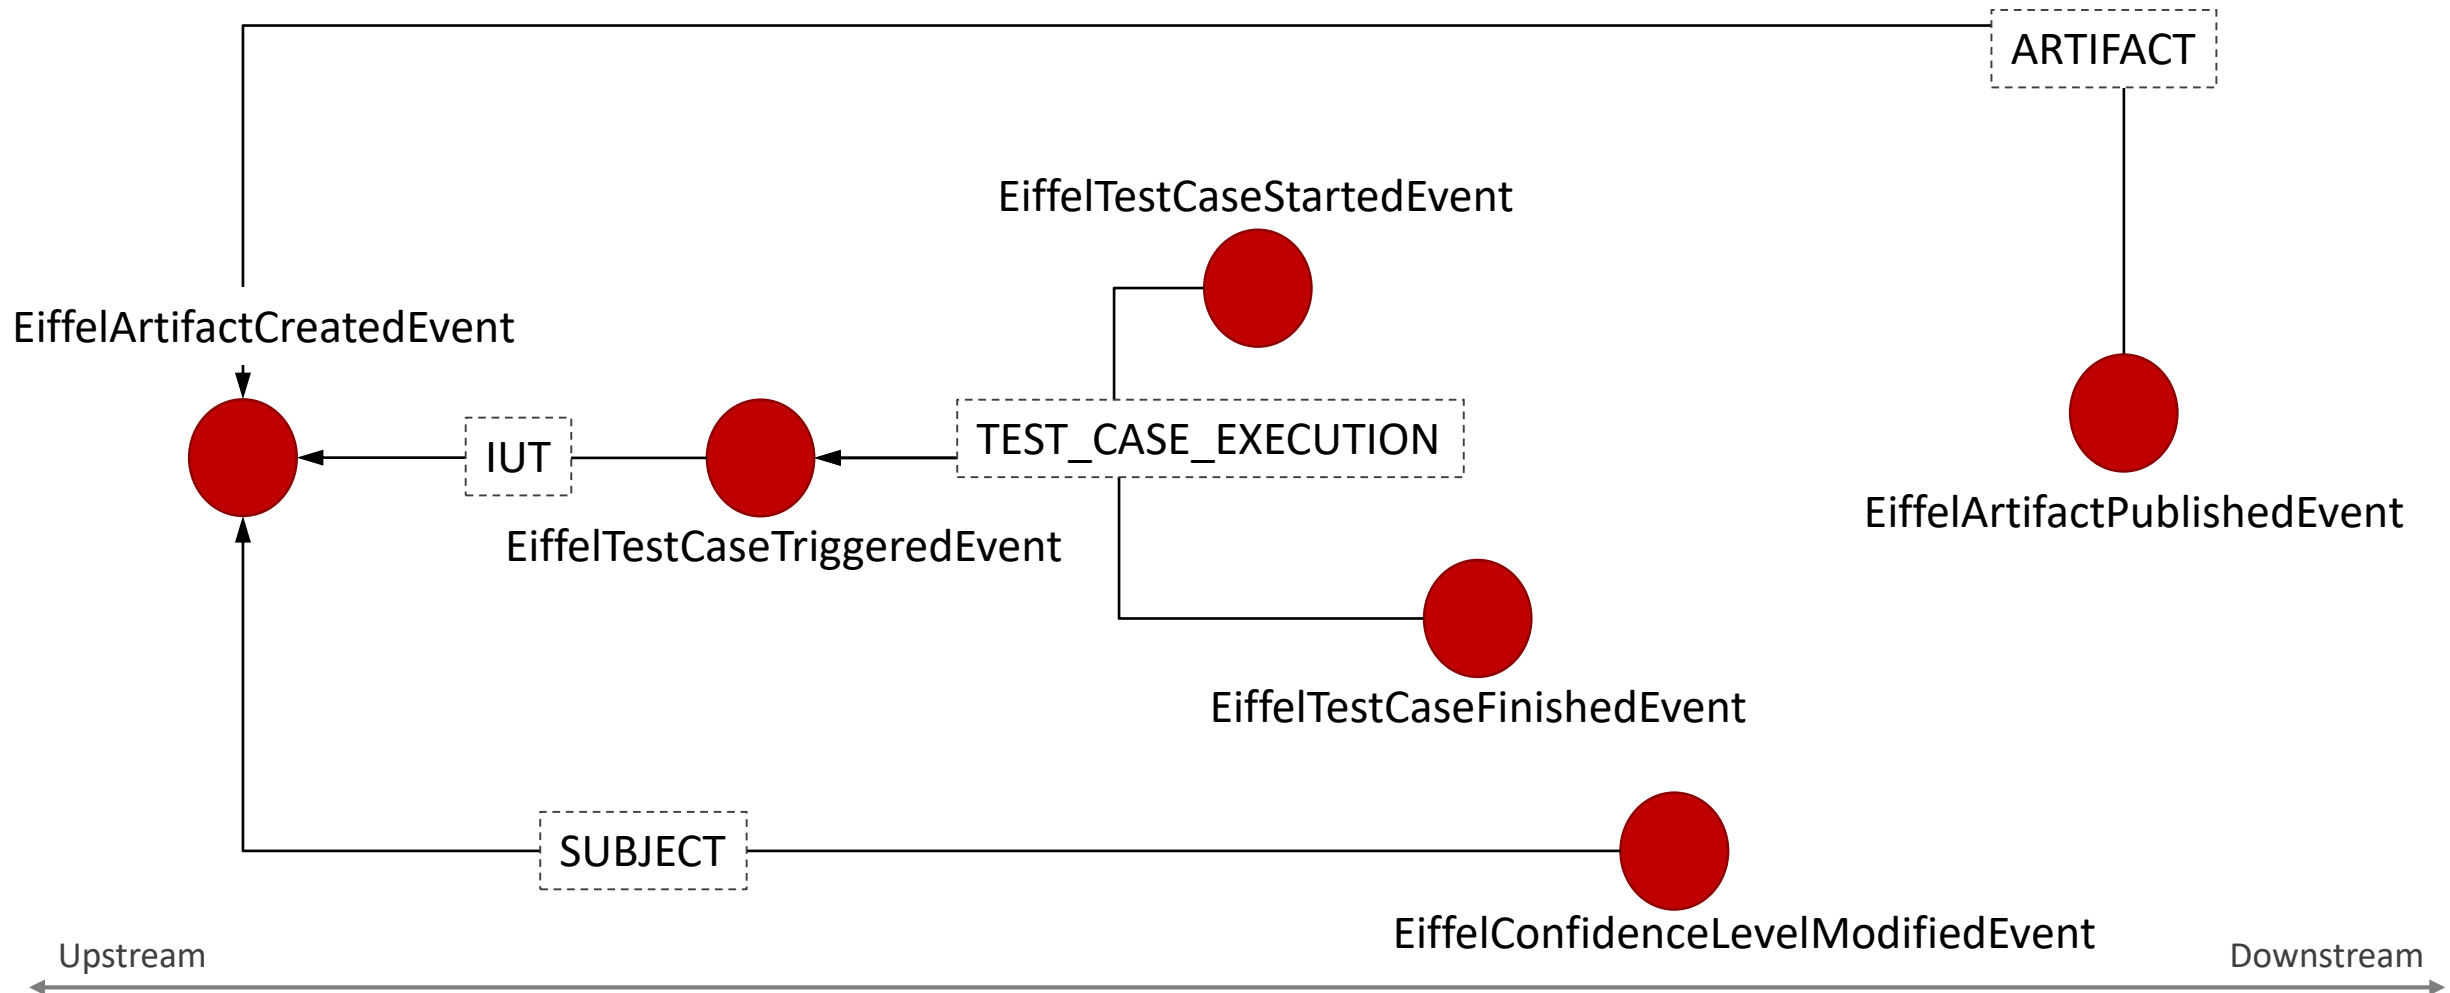 ARTIFACT
EiffelTestCaseStartedEvent
EiffelArtifactCreatedEvent
IUT
TEST_CASE_EXECUTION
EiffelArtifactPublishedEvent
EiffelTestCaseTriggeredEvent
EiffelTestCaseFinishedEvent
SUBJECT
EiffelConfidenceLevelModifiedEvent
Upstream
Downstream